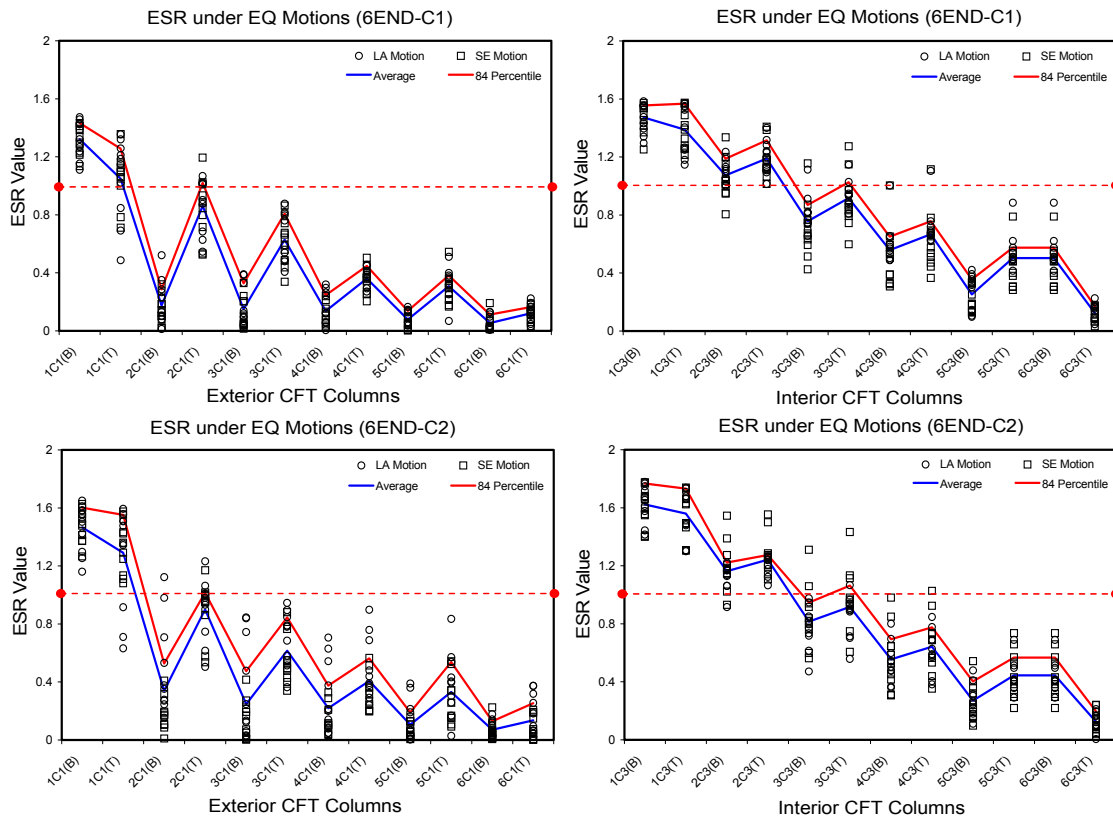 ESR under EQ Motions (6END-C1)
ESR Value
2
1.6
1.2
0.8
0.4
0
LA Motion
SE Motion
Average
84 Percentile
1C1(B)
1C1(T)
2C1(B)
2C1(T)
3C1(B)
3C1(T)
4C1(B)
4C1(T)
5C1(B)
5C1(T)
6C1(B)
6C1(T)
Exterior CFT Columns
ESR under EQ Motions (6END-C1)
ESR Value
2
1.6
1.2
0.8
0.4
0
LA Motion
SE Motion
Average
84 Percentile
1C3(B)
1C3(T)
2C3(B)
2C3(T)
3C3(B)
3C3(T)
4C3(B)
4C3(T)
5C3(B)
5C3(T)
6C3(B)
6C3(T)
Interior CFT Columns
ESR under EQ Motions (6END-C2)
ESR Value
2
1.6
1.2
0.8
0.4
0
LA Motion
SE Motion
Average
84 Percentile
1C1(B)
1C1(T)
2C1(B)
2C1(T)
3C1(B)
3C1(T)
4C1(B)
4C1(T)
5C1(B)
5C1(T)
6C1(B)
6C1(T)
Exterior CFT Columns
ESR under EQ Motions (6END-C2)
ESR Value
2
1.6
1.2
0.8
0.4
0
LA Motion
SE Motion
Average
84 Percentile
1C3(B)
1C3(T)
2C3(B)
2C3(T)
3C3(B)
3C3(T)
4C3(B)
4C3(T)
5C3(B)
5C3(T)
6C3(B)
6C3(T)
Interior CFT Columns